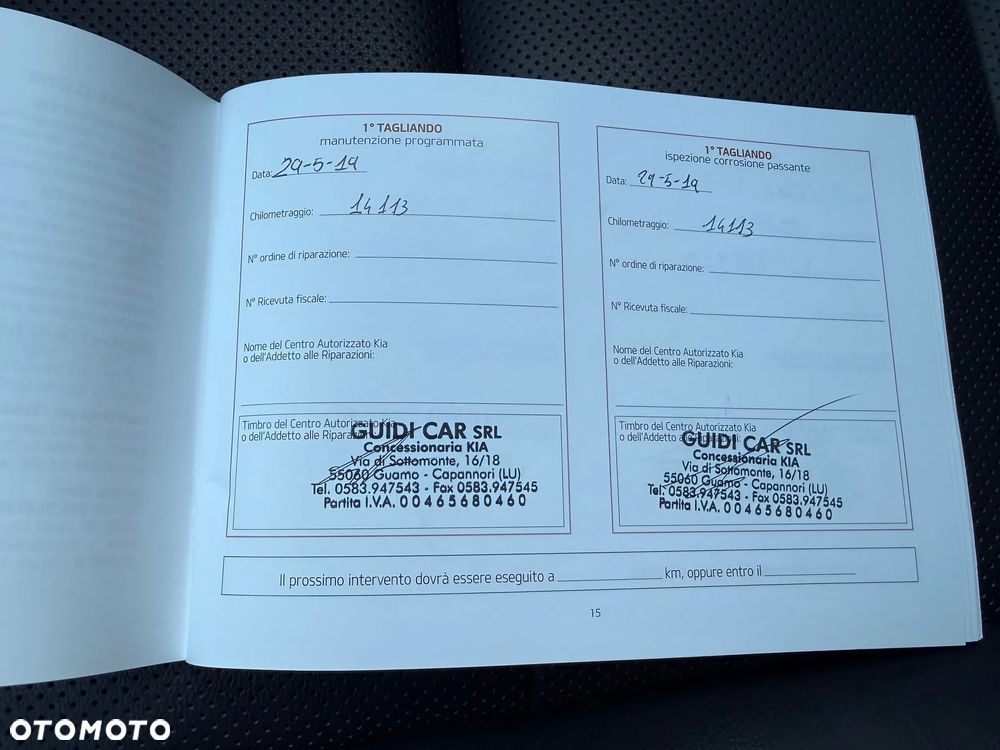 1° TAGLIANDO
manutenzione programmata
Data: 29-5-19
Chilometraggio: 14113
N° ordine di riparazione:
N° Ricevuta fiscale:
Nome del Centro Autorizzato Kia
o dell'Addetto alle Riparazioni:
Timbro del Centro Autorizzato Kia
o dell'Addetto alle Riparazioni:
GUIDI CAR SRL
Concessionaria KIA
Via di Sottomonte, 16/18
55060 Guamo - Capannori (LU)
Tel. 0583.947543 - Fax 0583.947545
Partita I.V.A. 00465680460
1° TAGLIANDO
ispezione corrosione passante
Data: 29-5-19
Chilometraggio: 14113
N° ordine di riparazione:
N° Ricevuta fiscale:
Nome del Centro Autorizzato Kia
o dell'Addetto alle Riparazioni:
Timbro del Centro Autorizzato Kia
o dell'Addetto alle Riparazioni:
GUIDI CAR SRL
Concessionaria KIA
Via di Sottomonte, 16/18
55060 Guamo - Capannori (LU)
Tel. 0583.947543 - Fax 0583.947545
Partita I.V.A. 00465680460
Il prossimo intervento dovrà essere eseguito a km, oppure entro il
15
OTOMOTO